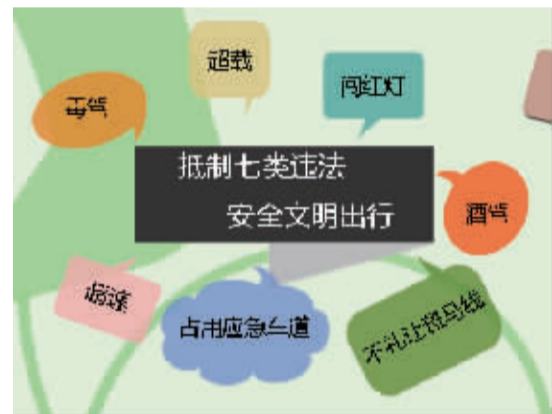 超载
闯红灯
毒驾
抵制七类违法
安全文明出行
酒驾
超速
占用应急车道
不礼让斑马线